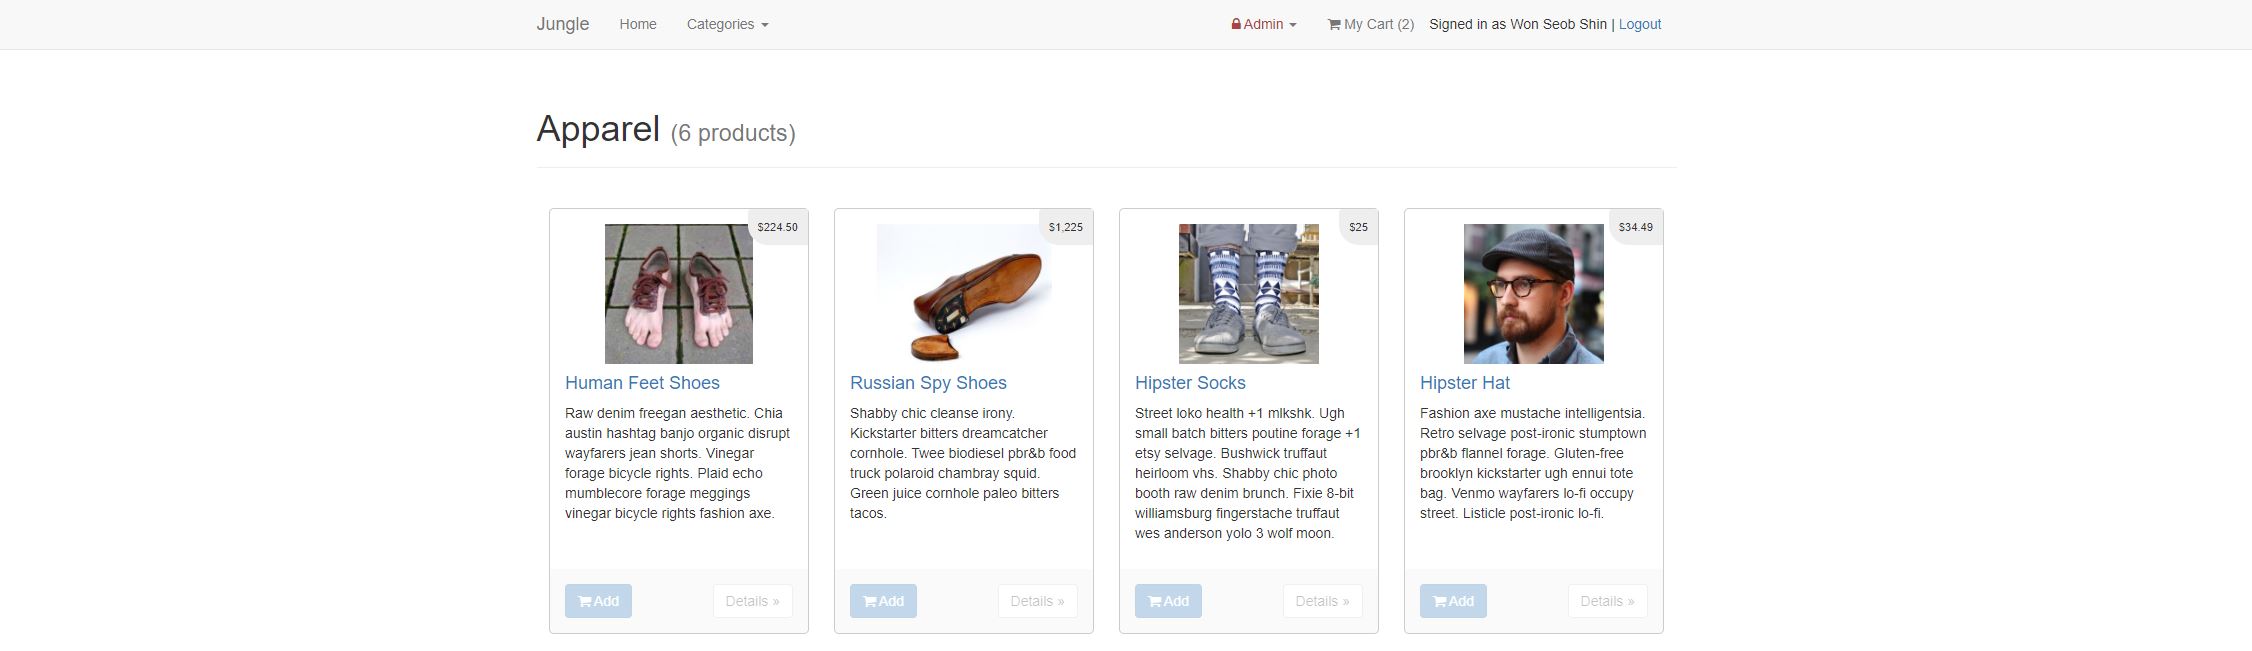 Jungle Home Categories Admin My Cart (2) Signed in as Won Seob Shin | Logout
Apparel (6 products)
$224.50
Human Feet Shoes
Raw denim freegan aesthetic. Chia
austin hashtag banjo organic disrupt
wayfarers jean shorts. Vinegar
forage bicycle rights. Plaid echo
mumblecore forage meggings
vinegar bicycle rights fashion axe.
Add Details »
$1,225
Russian Spy Shoes
Shabby chic cleanse irony.
Kickstarter bitters dreamcatcher
cornhole. Twee biodiesel pbr&b food
truck polaroid chambray squid.
Green juice cornhole paleo bitters
tacos.
Add Details »
$25
Hipster Socks
Street loko health +1 mlkshk. Ugh
small batch bitters poutine forage +1
etsy selvage. Bushwick truffaut
heirloom vhs. Shabby chic photo
booth raw denim brunch. Fixie 8-bit
williamsburg fingerstache truffaut
wes anderson yolo 3 wolf moon.
Add Details »
$34.49
Hipster Hat
Fashion axe mustache intelligentsia.
Retro selvage post-ironic stumptown
pbr&b flannel forage. Gluten-free
brooklyn kickstarter ugh ennui tote
bag. Venmo wayfarers lo-fi occupy
street. Listicle post-ironic lo-fi.
Add Details »